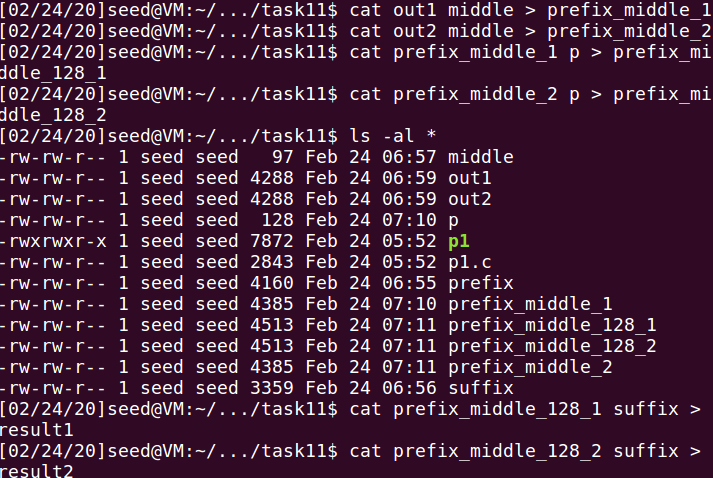 [02/24/20]seed@VM:~/.../task11$ cat out1 middle > prefix_middle_1
[02/24/20]seed@VM:~/.../task11$ cat out2 middle > prefix_middle_2
[02/24/20]seed@VM:~/.../task11$ cat prefix_middle_1 p > prefix_mi
ddle_128_1
[02/24/20]seed@VM:~/.../task11$ cat prefix_middle_2 p > prefix_mi
ddle_128_2
[02/24/20]seed@VM:~/.../task11$ ls -al *
-rw-rw-r-- 1 seed seed   97 Feb 24 06:57 middle
-rw-rw-r-- 1 seed seed 4288 Feb 24 06:59 out1
-rw-rw-r-- 1 seed seed 4288 Feb 24 06:59 out2
-rw-rw-r-- 1 seed seed  128 Feb 24 07:10 p
-rwxrwxr-x 1 seed seed 7872 Feb 24 05:52 p1
-rw-rw-r-- 1 seed seed 2843 Feb 24 05:52 p1.c
-rw-rw-r-- 1 seed seed 4160 Feb 24 06:55 prefix
-rw-rw-r-- 1 seed seed 4385 Feb 24 07:10 prefix_middle_1
-rw-rw-r-- 1 seed seed 4513 Feb 24 07:11 prefix_middle_128_1
-rw-rw-r-- 1 seed seed 4513 Feb 24 07:11 prefix_middle_128_2
-rw-rw-r-- 1 seed seed 4385 Feb 24 07:11 prefix_middle_2
-rw-rw-r-- 1 seed seed 3359 Feb 24 06:56 suffix
[02/24/20]seed@VM:~/.../task11$ cat prefix_middle_128_1 suffix >
result1
[02/24/20]seed@VM:~/.../task11$ cat prefix_middle_128_2 suffix >
result2